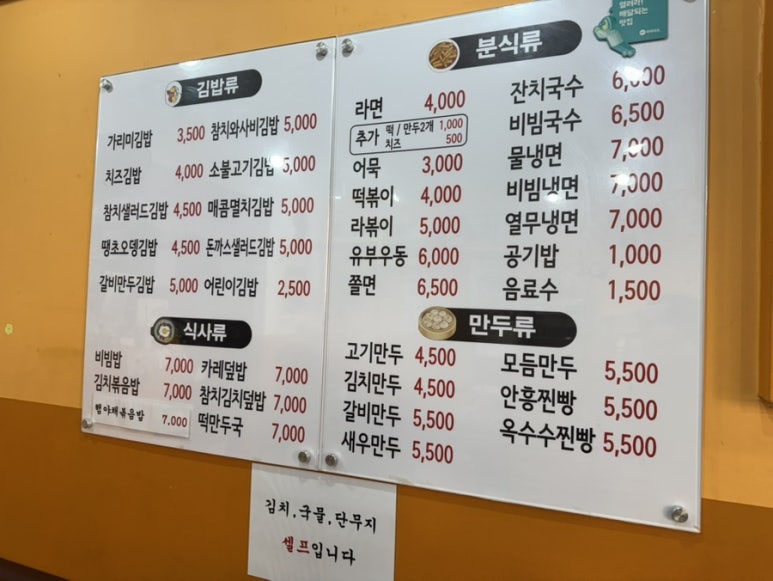 김밥류
가리미김밥 3,500 참치와사비김밥 5,000
치즈김밥 4,000 소불고기김밥 5,000
참치샐러드김밥 4,500 매콤멸치김밥 5,000
땡초오뎅김밥 4,500 돈까스샐러드김밥 5,000
갈비만두김밥 5,000 어린이김밥 2,500
식사류
비빔밥 7,000 카레덮밥 7,000
김치볶음밥 7,000 참치김치덮밥 7,000
햄야채볶음밥 7.000 떡만두국 7,000
분식류
라면 4,000 잔치국수 6,000
추가 떡 / 만두2개 1,000
치즈 500
비빔국수 6,500
어묵 3,000 물냉면 7,000
떡볶이 4,000 비빔냉면 7,000
라볶이 5,000 열무냉면 7,000
유부우동 6,000 공기밥 1,000
쫄면 6,500 음료수 1,500
만두류
고기만두 4,500 모듬만두 5,500
김치만두 4,500 안흥찐빵 5,500
갈비만두 5,500 옥수수찐빵 5,500
새우만두 5,500
배달되는
맛집
김치,국물,단무지
셀프입니다